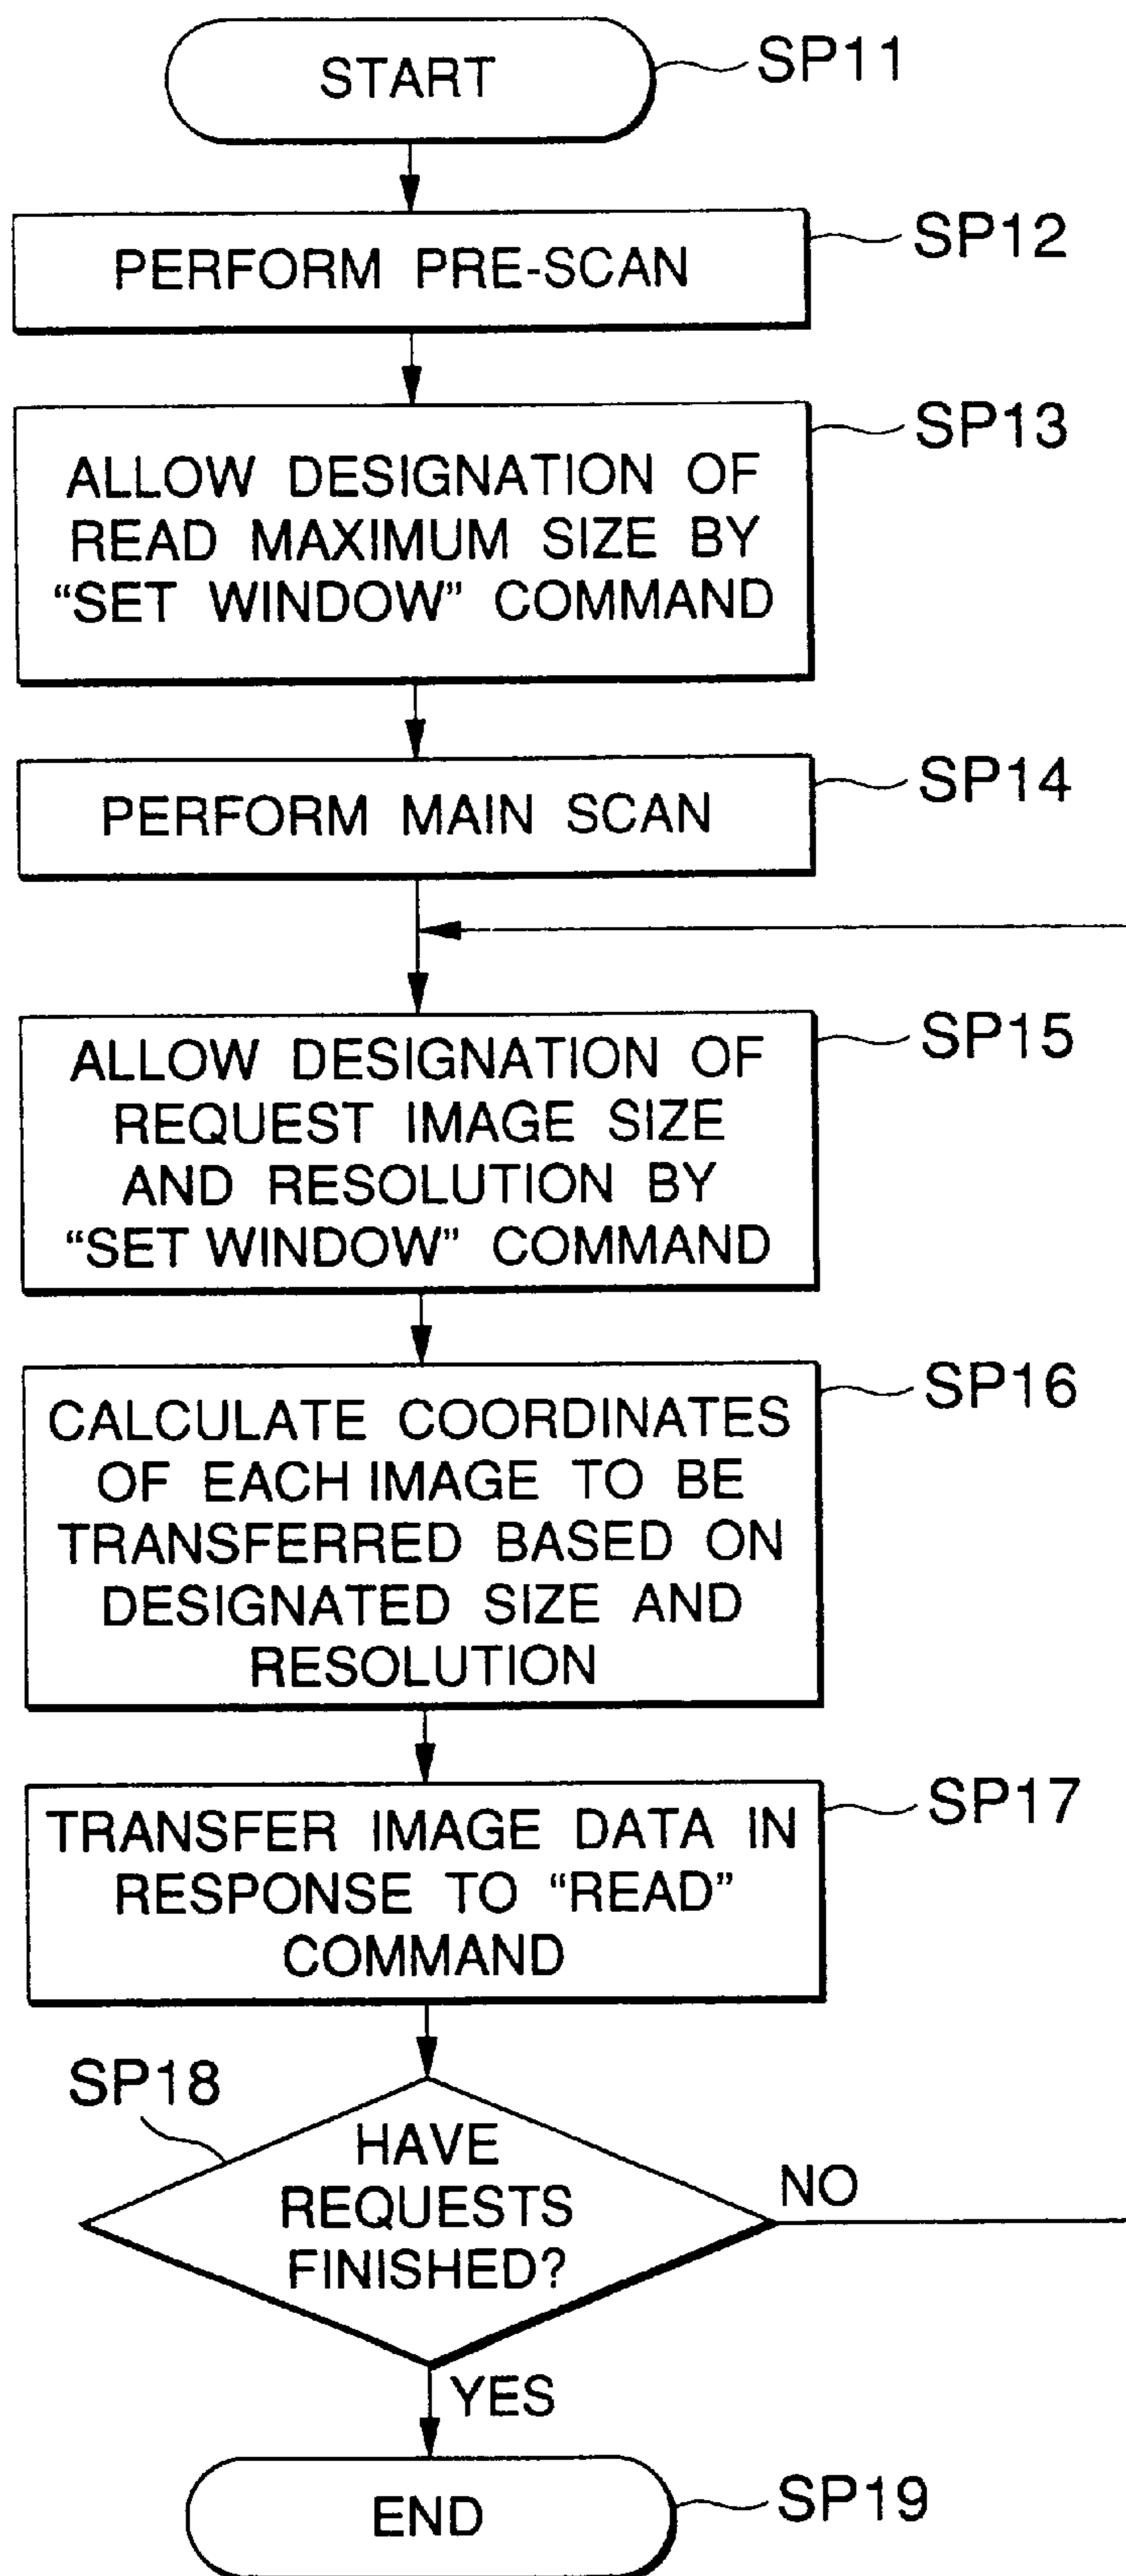 START
SP11
PERFORM PRE-SCAN
SP12
SP13
ALLOW DESIGNATION OF
READ MAXIMUM SIZE BY
“SET WINDOW” COMMAND
SP14
PERFORM MAIN SCAN
SP15
ALLOW DESIGNATION OF
REQUEST IMAGE SIZE
AND RESOLUTION BY
“SET WINDOW” COMMAND
SP16
CALCULATE COORDINATES
OF EACH IMAGE TO BE
TRANSFERRED BASED ON
DESIGNATED SIZE AND
RESOLUTION
SP17
TRANSFER IMAGE DATA IN
RESPONSE TO “READ”
COMMAND
SP18
HAVE
REQUESTS
FINISHED?
NO
YES
END
SP19